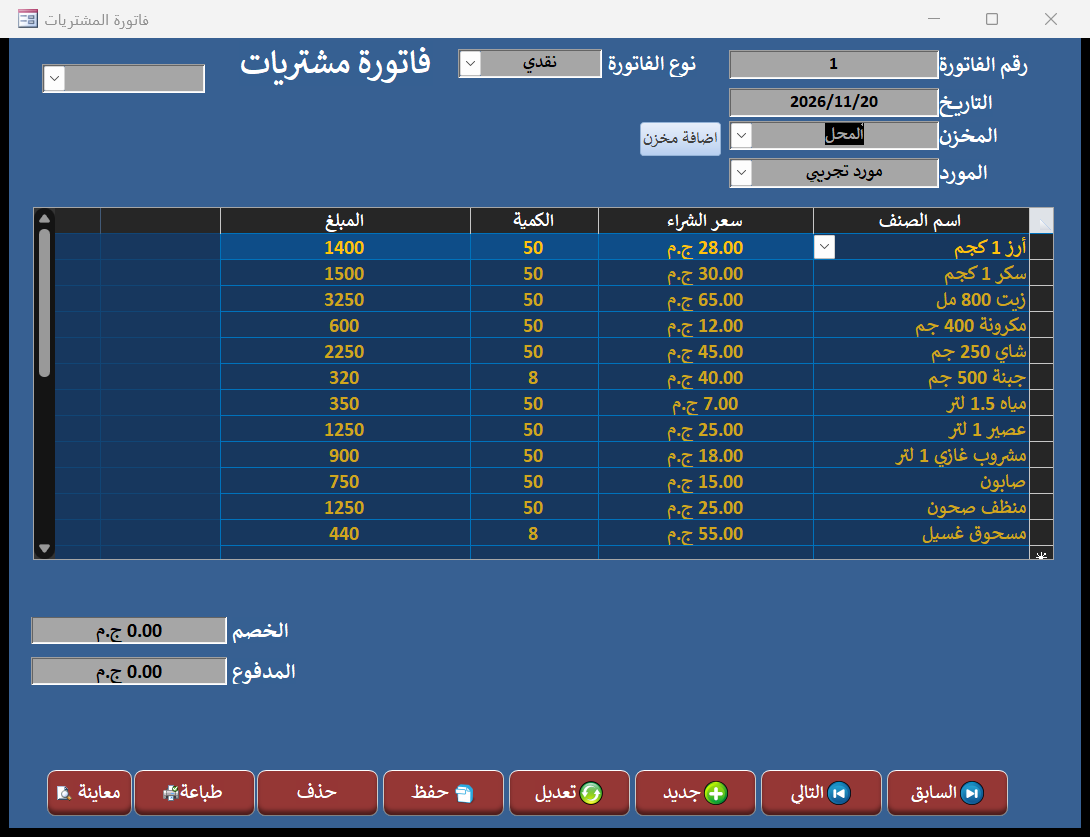 فاتورة المشتريات
رقم الفاتورة 1 نوع الفاتورة نقدي فاتورة مشتريات
التاريخ 2026/11/20
المخزن المحل اضافة مخزن
المورد مورد تجريبي
اسم الصنف سعر الشراء الكمية المبلغ
أرز 1 كجم 28.00 ج.م 50 1400
سكر 1 كجم 30.00 ج.م 50 1500
زيت 800 مل 65.00 ج.م 50 3250
مكرونة 400 جم 12.00 ج.م 50 600
شاي 250 جم 45.00 ج.م 50 2250
جبنة 500 جم 40.00 ج.م 8 320
مياه 1.5 لتر 7.00 ج.م 50 350
عصير 1 لتر 25.00 ج.م 50 1250
مشروب غازي 1 لتر 18.00 ج.م 50 900
صابون 15.00 ج.م 50 750
منظف صحون 25.00 ج.م 50 1250
مسحوق غسيل 55.00 ج.م 8 440
الخصم 0.00 ج.م
المدفوع 0.00 ج.م
السابق التالي جديد تعديل حفظ حذف طباعة معاينة